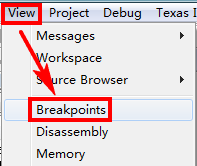 View Project Debug Texas I
Messages
Workspace
Source Browser
Breakpoints
Disassembly
Memory